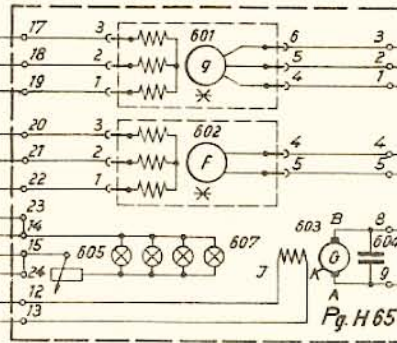 17 3 601 6 3
18 2 g 5 2
19 1 4 1
20 3 602 4 4
21 2 F 5 5
22 1
23
14
15 605 607 603 B 8
24 J K G 604
12 A 9
13 Pg. H 65